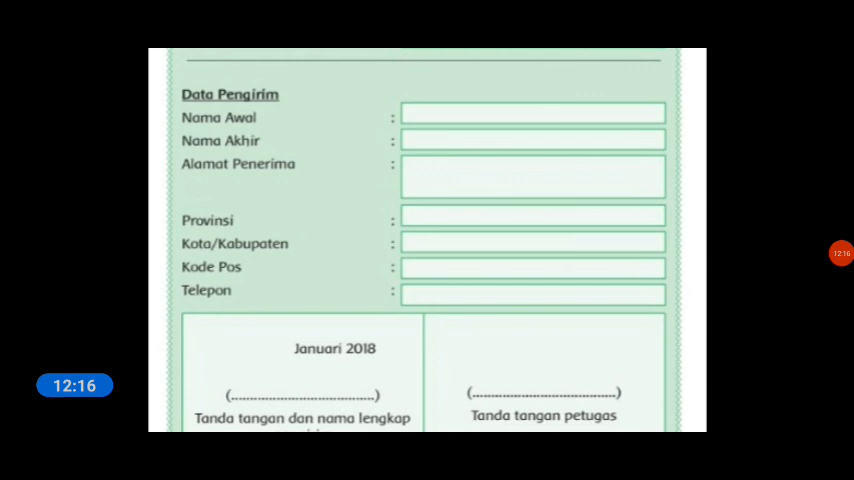 Data Pengirim
Nama Awal :
Nama Akhir :
Alamat Penerima :
Provinsi :
Kota/Kabupaten :
Kode Pos :
Telepon :
Januari 2018
(......................................)
(......................................)
Tanda tangan dan nama lengkap
Tanda tangan petugas
12:16
12:16